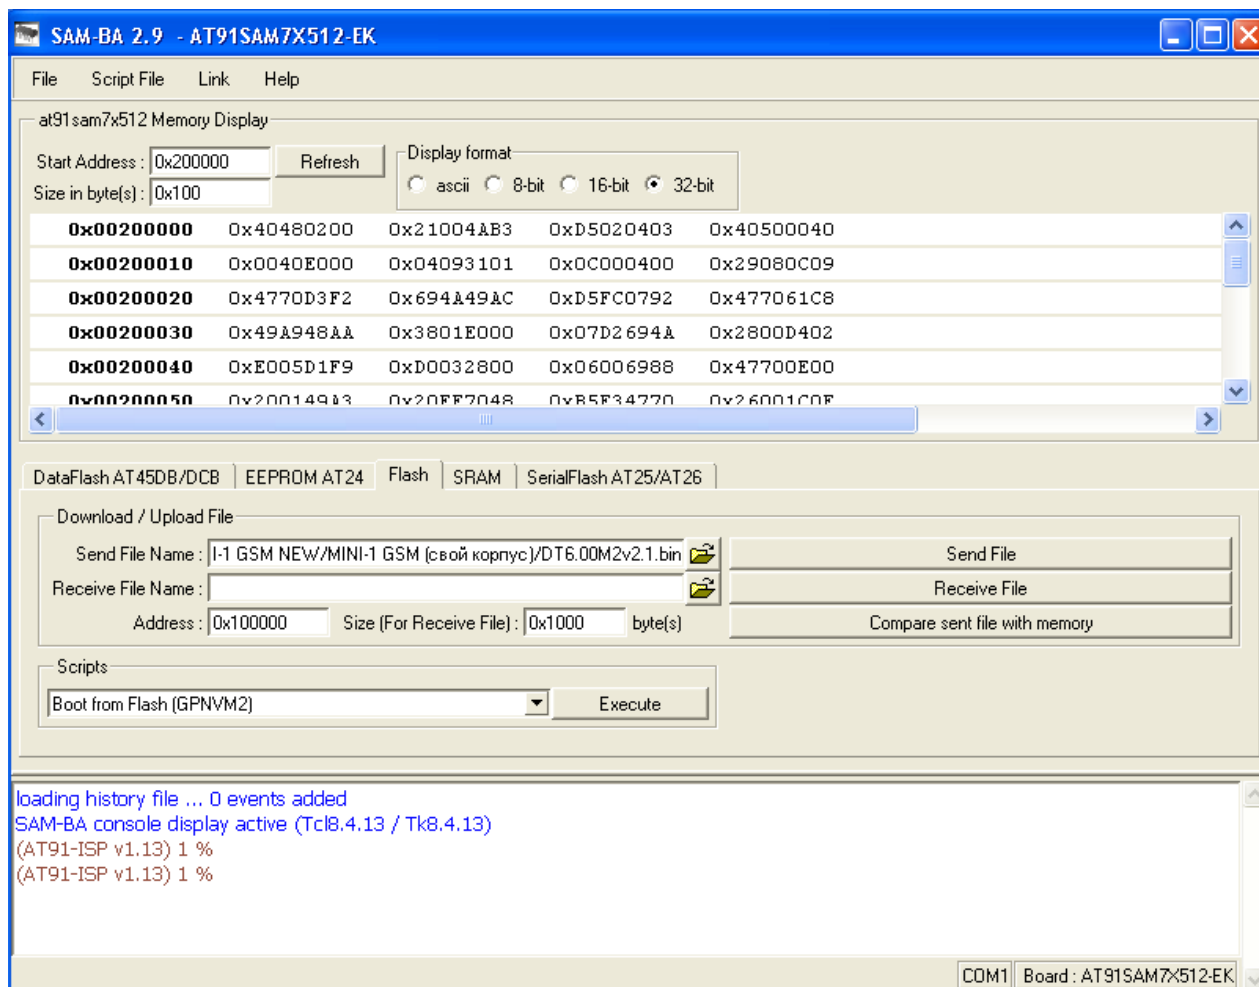 SAM-BA 2.9 - AT91SAM7X512-EK
File Script File Link Help
at91sam7x512 Memory Display
Start Address : 0x200000 Refresh
Size in byte(s) : 0x100
Display format
ascii 8-bit 16-bit 32-bit
0x00200000 0x40480200 0x21004AB3 0xD5020403 0x40500040
0x00200010 0x0040E000 0x04093101 0x0C000400 0x29080C09
0x00200020 0x4770D3F2 0x694A49AC 0xD5FC0792 0x477061C8
0x00200030 0x49A948AA 0x3801E000 0x07D2694A 0x2800D402
0x00200040 0xE005D1F9 0xD0032800 0x06006988 0x47700E00
0x00200050 0x200149A3 0x20FF7048 0xB5F34770 0x26001C0F
DataFlash AT45DB/DCB EEPROM AT24 Flash SRAM SerialFlash AT25/AT26
Download / Upload File
Send File Name : I-1 GSM NEW/MINI-1 GSM (свой корпус)/DT6.00M2v2.1.bin Send File
Receive File Name : Receive File
Address : 0x100000 Size (For Receive File) : 0x1000 byte(s) Compare sent file with memory
Scripts
Boot from Flash (GPNVM2) Execute
loading history file ... 0 events added
SAM-BA console display active (Tcl8.4.13 / Tk8.4.13)
(AT91-ISP v1.13) 1 %
(AT91-ISP v1.13) 1 %
COM1 Board : AT91SAM7X512-EK